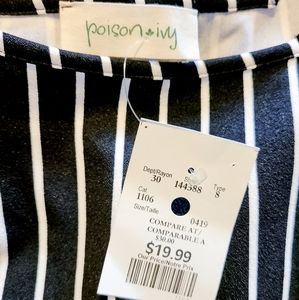 poison ivy
Dept/Rayon Style Type
30 144388 8
Cat.
1106
Size/Taille
0419
COMPARE AT/
COMPARABLE A
$30.00
$19.99
Our Price/Notre Prix